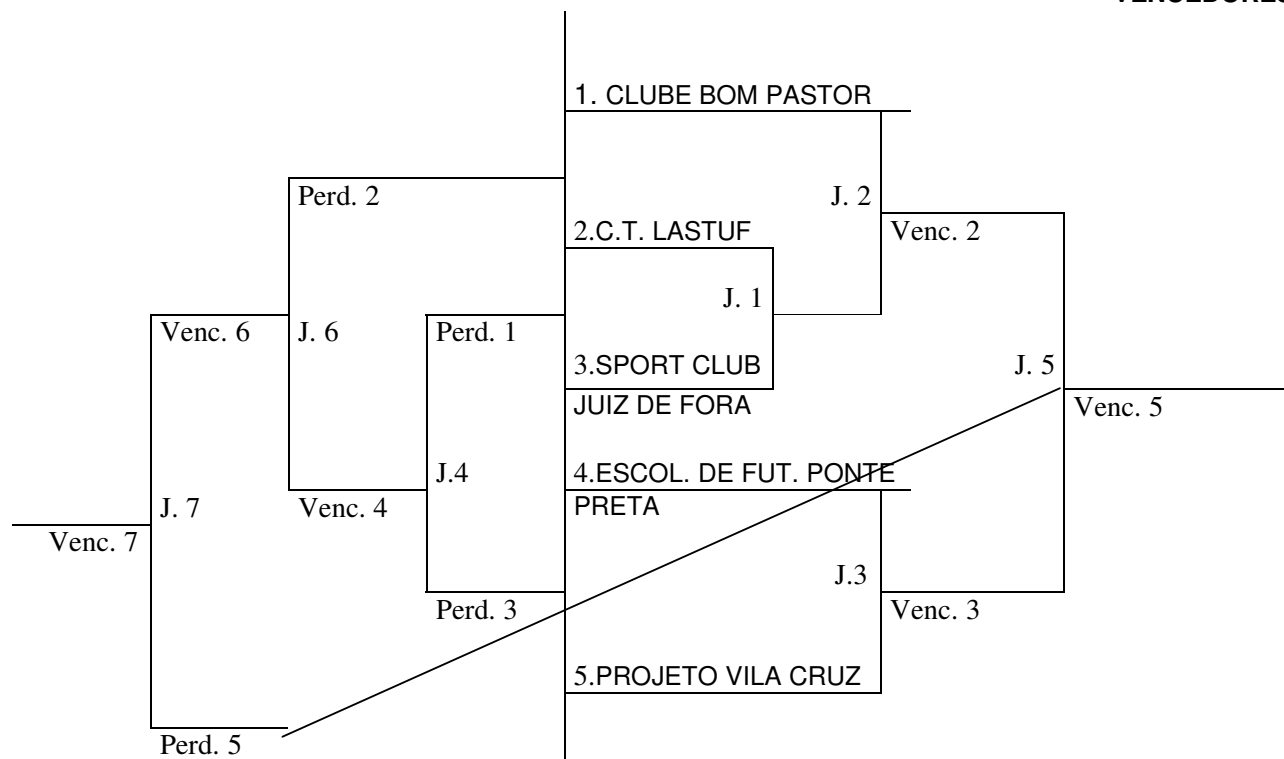 1. CLUBE BOM PASTOR
Perd. 2
J. 2
2.C.T. LASTUF
Venc. 2
J. 1
Venc. 6
J. 6
Perd. 1
3.SPORT CLUB
JUIZ DE FORA
J. 5
Venc. 5
J.4
4.ESCOL. DE FUT. PONTE
PRETA
Venc. 4
J. 7
Venc. 7
J.3
Perd. 3
Venc. 3
5.PROJETO VILA CRUZ
Perd. 5